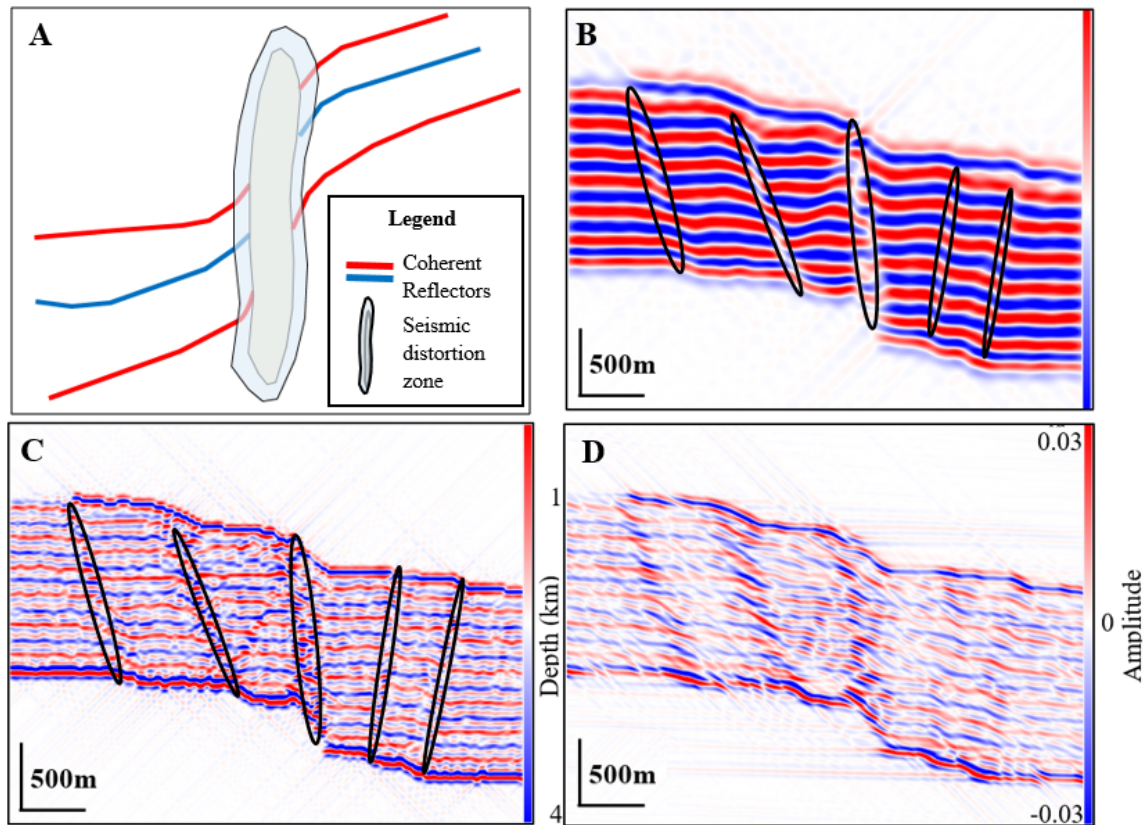 A
Legend
Coherent
Reflectors
Seismic
distortion
zone
B
500m
C
1
Depth (km)
4
500m
D
0.03
0
Amplitude
-0.03
500m